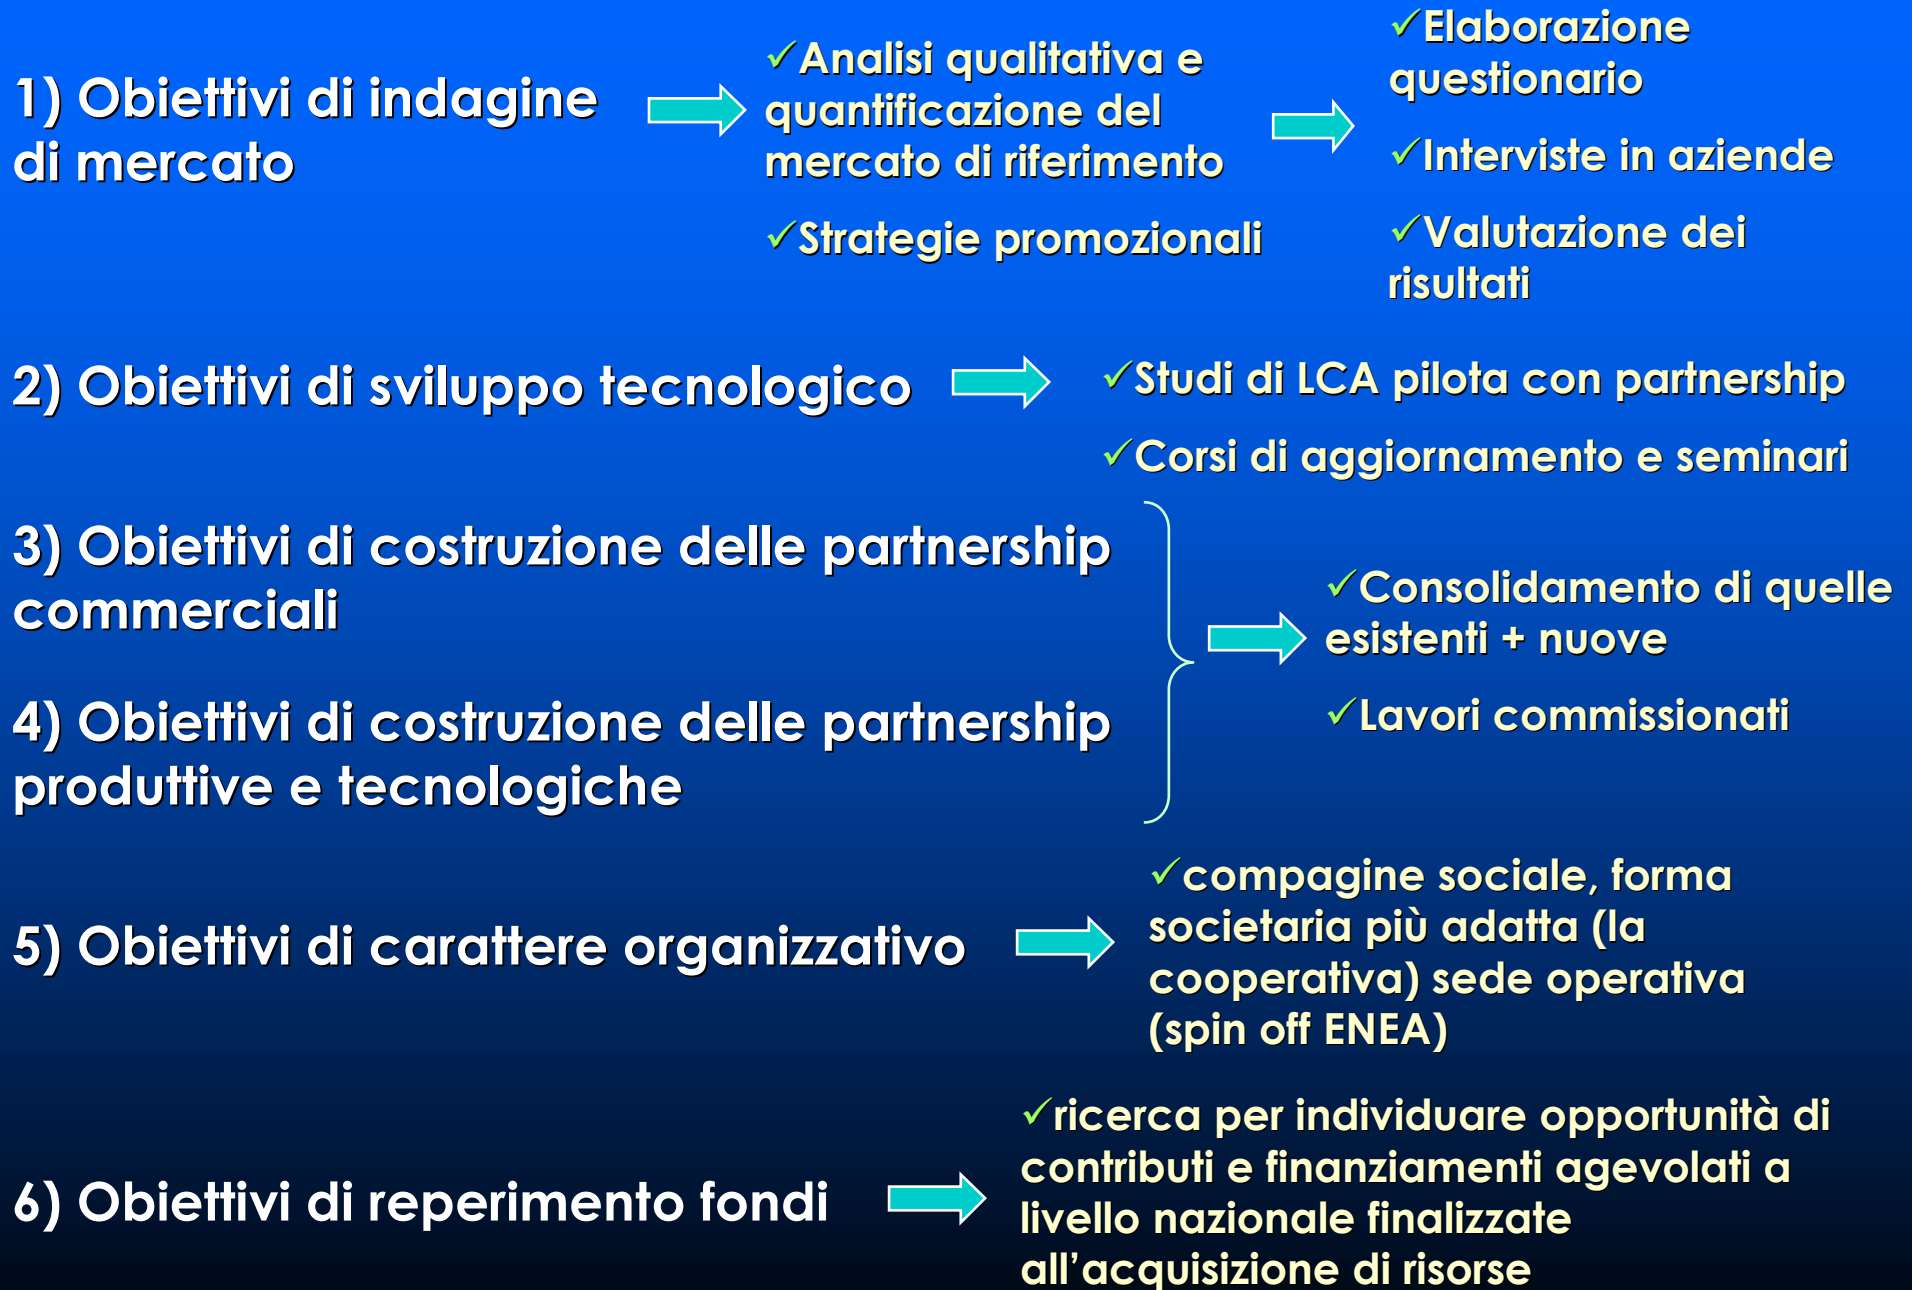 1) Obiettivi di indagine
di mercato
✓Analisi qualitativa e
quantificazione del
mercato di riferimento
✓Strategie promozionali
✓Elaborazione
questionario
✓Interviste in aziende
✓Valutazione dei
risultati
2) Obiettivi di sviluppo tecnologico
✓Studi di LCA pilota con partnership
✓Corsi di aggiornamento e seminari
3) Obiettivi di costruzione delle partnership
commerciali
4) Obiettivi di costruzione delle partnership
produttive e tecnologiche
✓Consolidamento di quelle
esistenti + nuove
✓Lavori commissionati
5) Obiettivi di carattere organizzativo
✓compagine sociale, forma
societaria più adatta (la
cooperativa) sede operativa
(spin off ENEA)
6) Obiettivi di reperimento fondi
✓ricerca per individuare opportunità di
contributi e finanziamenti agevolati a
livello nazionale finalizzate
all’acquisizione di risorse